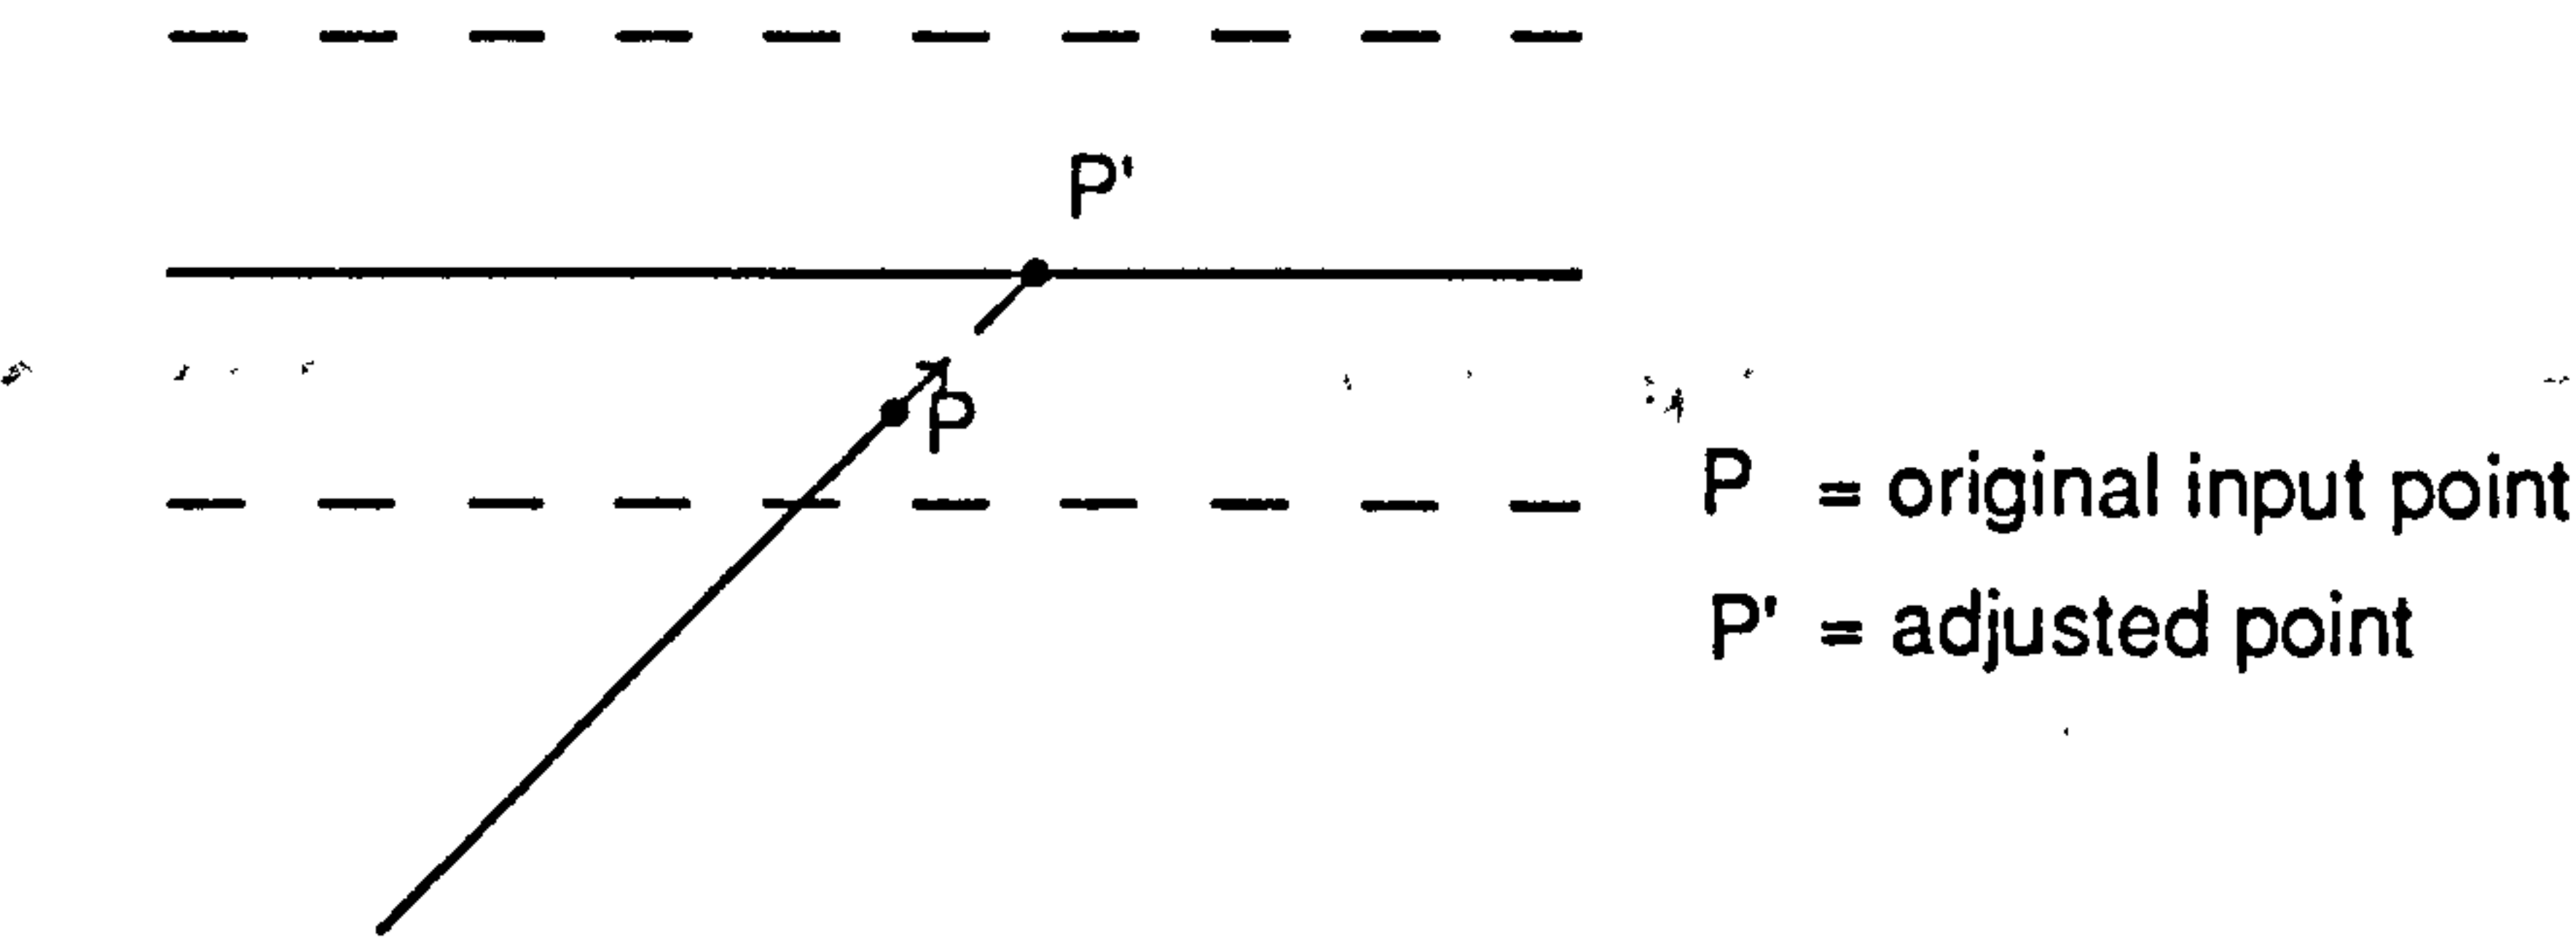 P'
P
P = original input point
P' = adjusted point